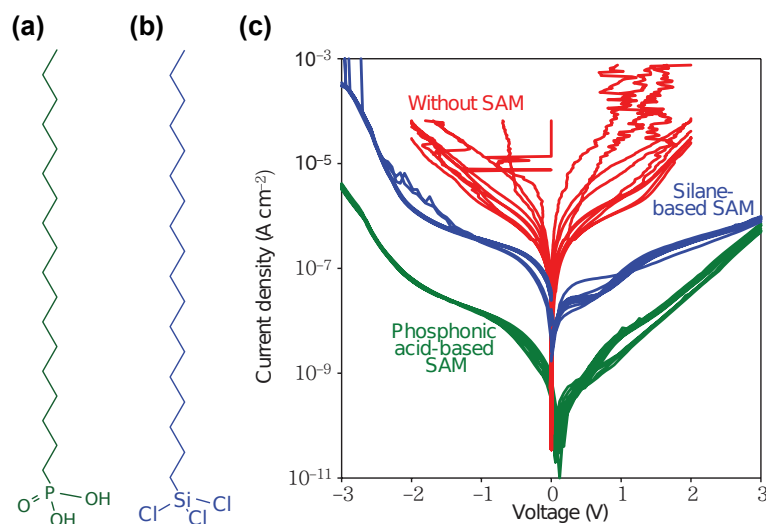 (a)
(b)
(c)
P
O
OH
OH
Si
Cl
Cl
Cl
Current density (A cm⁻²)
10⁻³
10⁻⁵
10⁻⁷
10⁻⁹
10⁻¹¹
Without SAM
Silane-
based SAM
Phosphonic
acid-based
SAM
−3 −2 −1 0 1 2 3
Voltage (V)